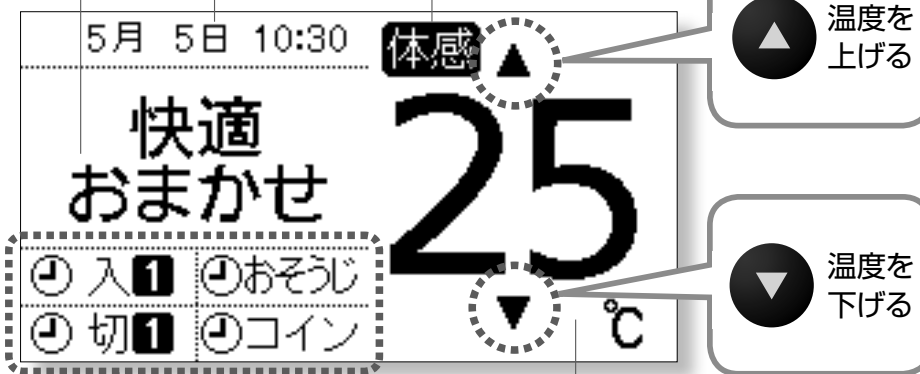 5月 5日 10:30 体感 ▲
快適
おまかせ
25
℃
入1 おそうじ
切1 コイン
▼
▲ 温度を
上げる
▼ 温度を
下げる